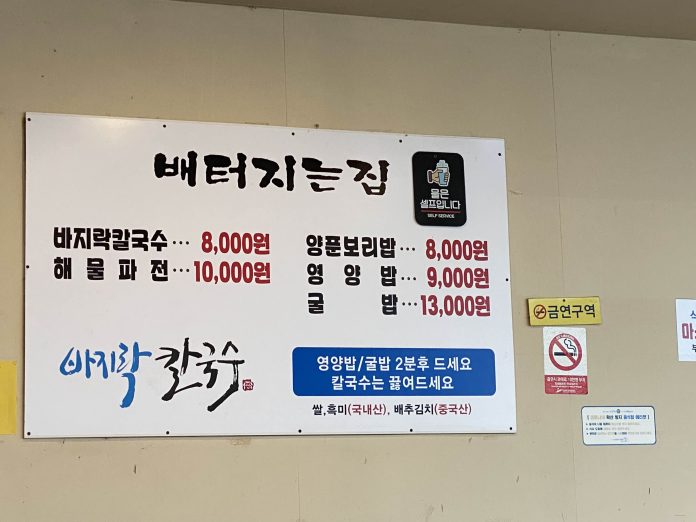 배터지는집
물은
셀프입니다
SELF SERVICE
바지락칼국수… 8,000원
해물파전…10,000원
양푼보리밥… 8,000원
영양밥… 9,000원
굴밥…13,000원
바지락 칼국수
영양밥/굴밥 2분후 드세요
칼국수는 끓여드세요
쌀,흑미(국내산), 배추김치(중국산)
금연구역